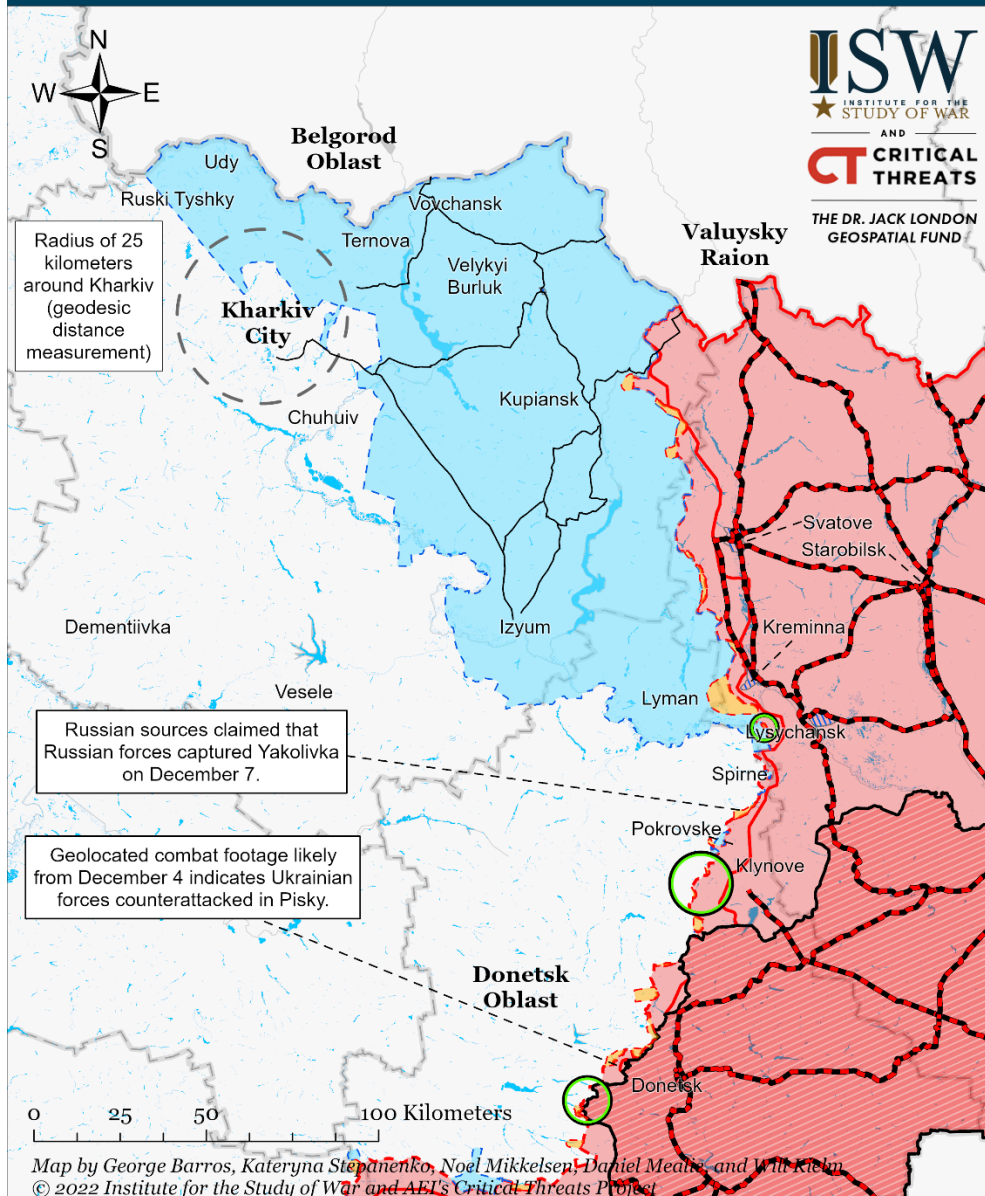 N
W E
S
ISW
INSTITUTE FOR THE
STUDY OF WAR
AND
CT CRITICAL
THREATS
THE DR. JACK LONDON
GEOSPATIAL FUND
Belgorod
Oblast
Udy
Ruski Tyshky
Vovchansk
Ternova
Valuysky
Raion
Radius of 25
kilometers
around Kharkiv
(geodesic
distance
measurement)
Velykyi
Burluk
Kharkiv
City
Kupiansk
Chuhuiv
Svatove
Starobilsk
Dementiivka
Izyum
Kreminna
Vesele
Lyman
Russian sources claimed that
Russian forces captured Yakolivka
on December 7.
Lysychansk
Spirne
Pokrovske
Klynove
Geolocated combat footage likely
from December 4 indicates Ukrainian
forces counterattacked in Pisky.
Donetsk
Oblast
Donetsk
0 25 50 100 Kilometers
Map by George Barros, Kateryna Stepanenko, Noel Mikkelsen, Daniel Mealie, and Will Kielm
© 2022 Institute for the Study of War and AEI's Critical Threats Project